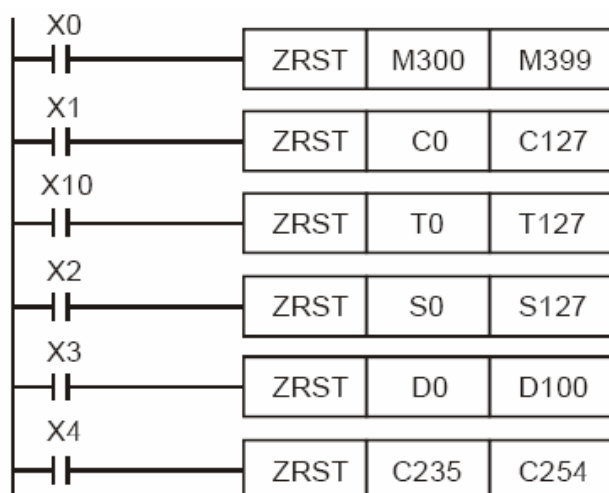 X0
ZRST M300 M399
X1
ZRST C0 C127
X10
ZRST T0 T127
X2
ZRST S0 S127
X3
ZRST D0 D100
X4
ZRST C235 C254